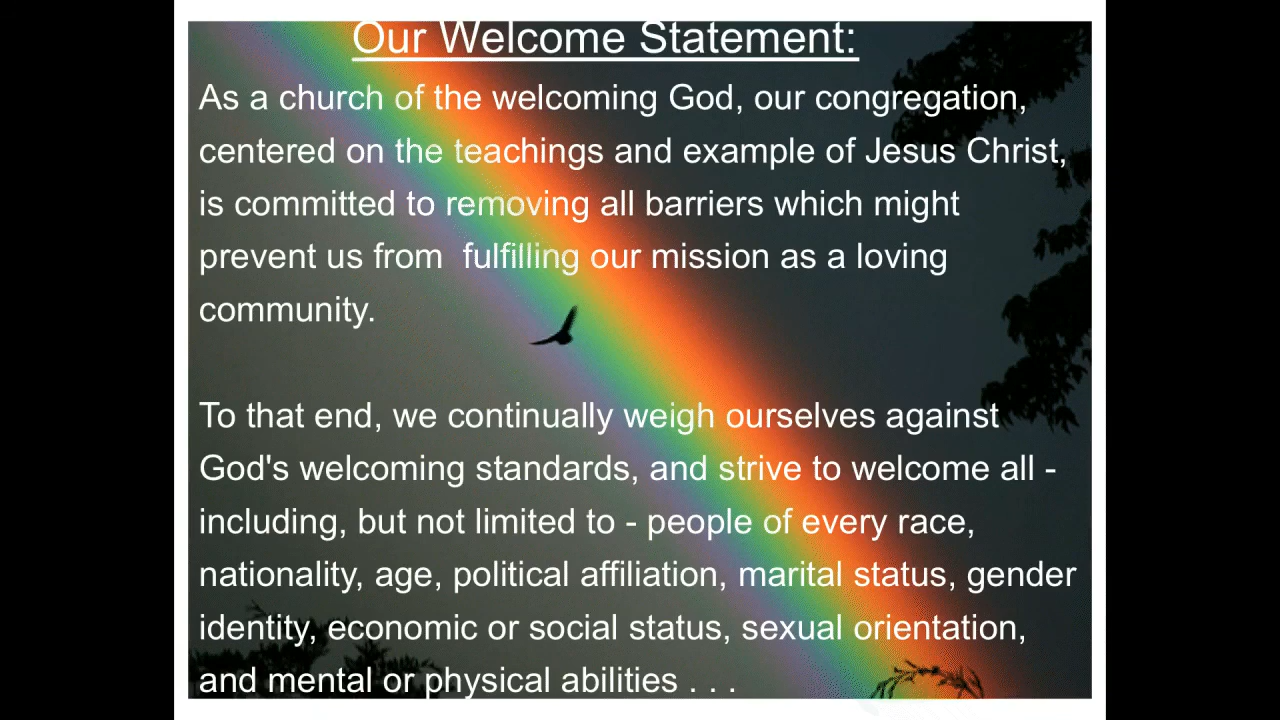 Our Welcome Statement:
As a church of the welcoming God, our congregation,
centered on the teachings and example of Jesus Christ,
is committed to removing all barriers which might
prevent us from  fulfilling our mission as a loving
community.
To that end, we continually weigh ourselves against
God's welcoming standards, and strive to welcome all -
including, but not limited to - people of every race,
nationality, age, political affiliation, marital status, gender
identity, economic or social status, sexual orientation,
and mental or physical abilities . . .